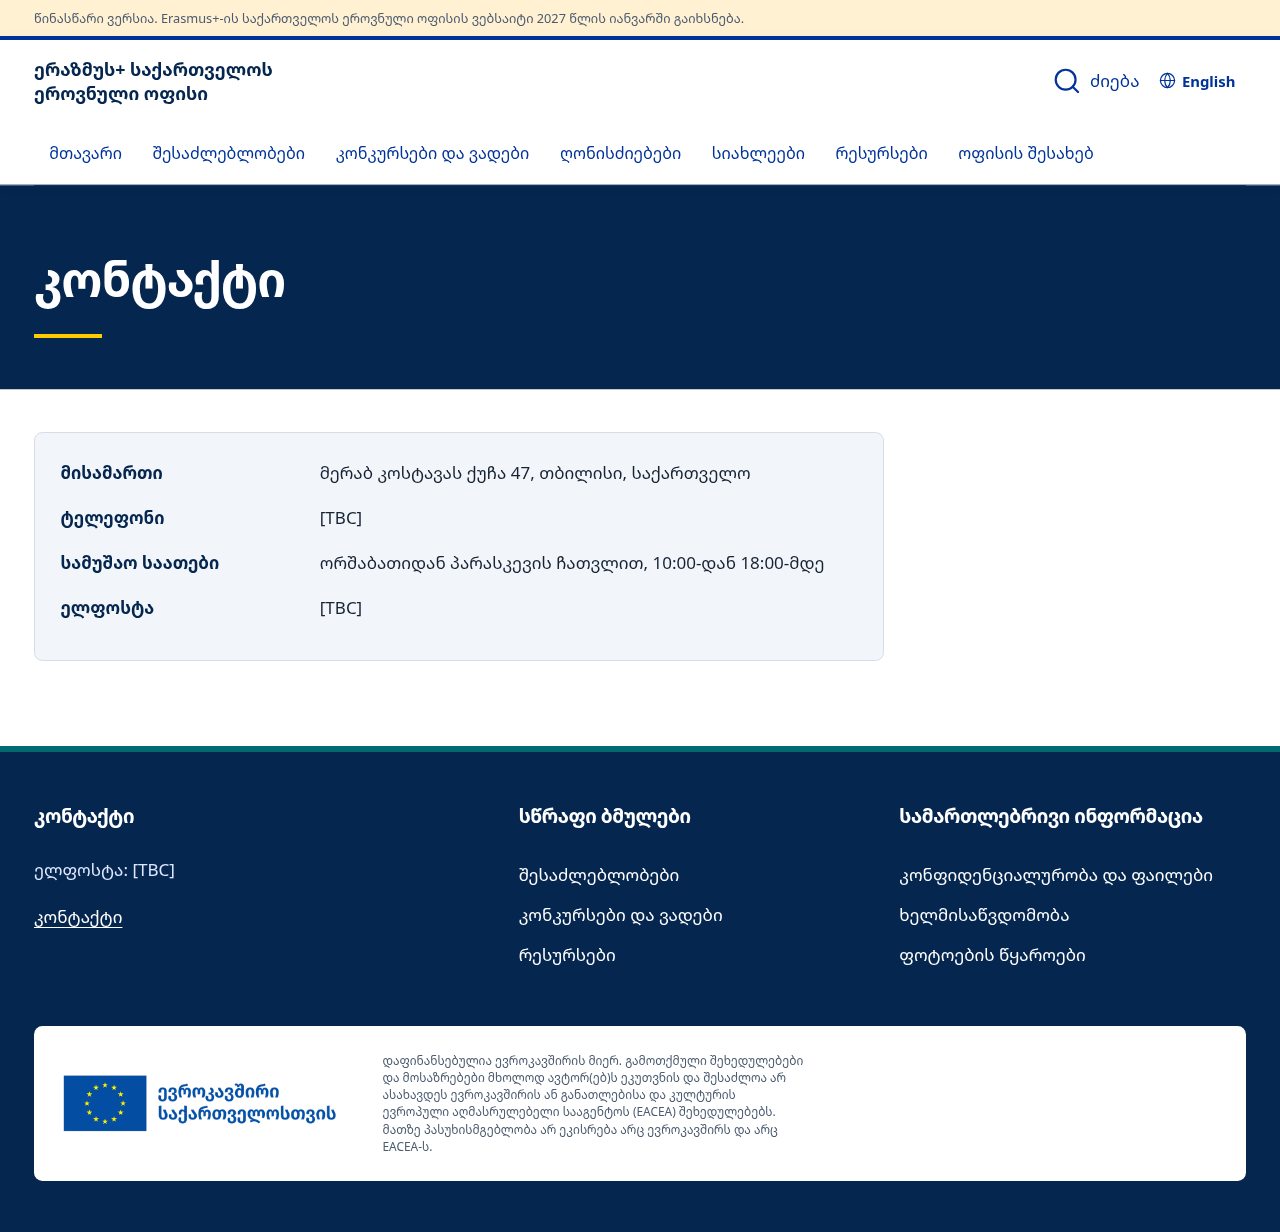 წინასწარი ვერსია. Erasmus+-ის საქართველოს ეროვნული ოფისის ვებსაიტი 2027 წლის იანვარში გაიხსნება.
ერაზმუს+ საქართველოს
ეროვნული ოფისი
ძიება
English
მთავარი შესაძლებლობები კონკურსები და ვადები ღონისძიებები სიახლეები რესურსები ოფისის შესახებ
კონტაქტი
მისამართი მერაბ კოსტავას ქუჩა 47, თბილისი, საქართველო
ტელეფონი [TBC]
სამუშაო საათები ორშაბათიდან პარასკევის ჩათვლით, 10:00-დან 18:00-მდე
ელფოსტა [TBC]
კონტაქტი
ელფოსტა: [TBC]
კონტაქტი
სწრაფი ბმულები
შესაძლებლობები
კონკურსები და ვადები
რესურსები
სამართლებრივი ინფორმაცია
კონფიდენციალურობა და ფაილები
ხელმისაწვდომობა
ფოტოების წყაროები
ევროკავშირი
საქართველოსთვის
დაფინანსებულია ევროკავშირის მიერ. გამოთქმული შეხედულებები
და მოსაზრებები მხოლოდ ავტორ(ებ)ს ეკუთვნის და შესაძლოა არ
ასახავდეს ევროკავშირის ან განათლებისა და კულტურის
ევროპული აღმასრულებელი სააგენტოს (EACEA) შეხედულებებს.
მათზე პასუხისმგებლობა არ ეკისრება არც ევროკავშირს და არც
EACEA-ს.